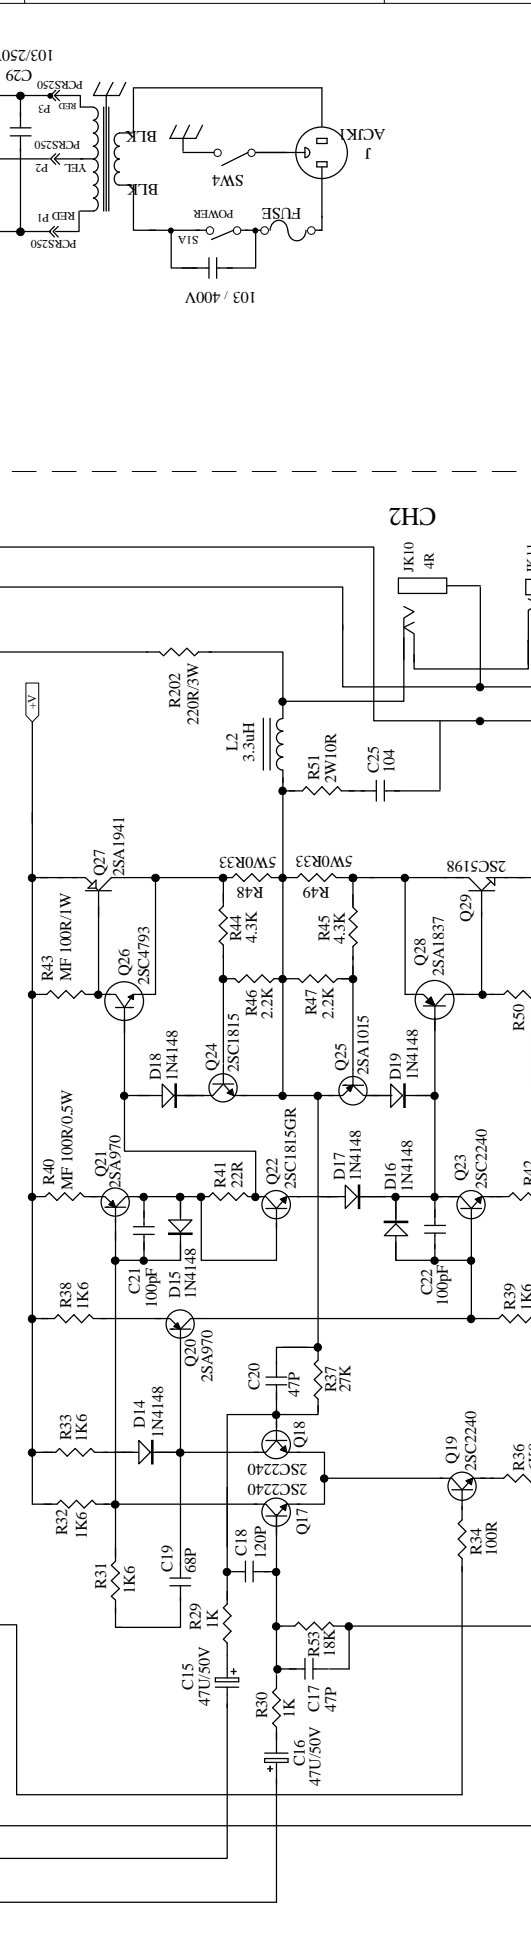 103/250V
C29
PCRS250
RED
P3
PCRS250
P2
YEL
RED P1
PCRS250
BLK
BLK
SW4
POWER
S1A
FUSE
J
ACJK1
103 / 400V
CH2
JK10
4R
+V
R202
220R/3W
L2
3.3uH
R51
2W10R
C25
104
Q27
2SA1941
R43
MF 100R/1W
Q26
2SC4793
R48
5W0R33
R49
5W0R33
R44
4.3K
R45
4.3K
R46
2.2K
R47
2.2K
2SC5198
Q29
Q28
2SA1837
R50
D18
1N4148
Q24
2SC1815
Q25
2SA1015
D19
1N4148
R40
MF 100R/0.5W
Q21
2SA970
R41
22R
Q22
2SC1815GR
D17
1N4148
D16
1N4148
Q23
2SC2240
R42
C21
100pF
D15
1N4148
C22
100pF
R38
1K6
Q20
2SA970
R39
1K6
C20
47P
R37
27K
R33
1K6
D14
1N4148
Q18
2SC2240
2SC2240
Q17
Q19
2SC2240
R36
R32
1K6
R31
1K6
C19
68P
C18
120P
R34
100R
R29
1K
R53
18K
C15
47U/50V
+
R30
1K
C17
47P
C16
47U/50V
+